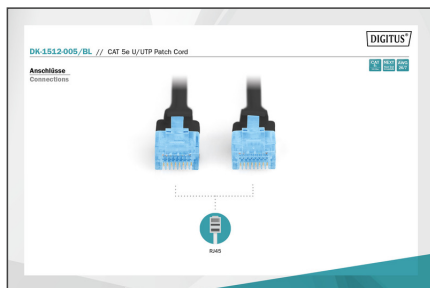 DIGITUS®
DK-1512-005/BL // CAT 5e U/UTP Patch Cord
Anschlüsse
Connections
RJ45